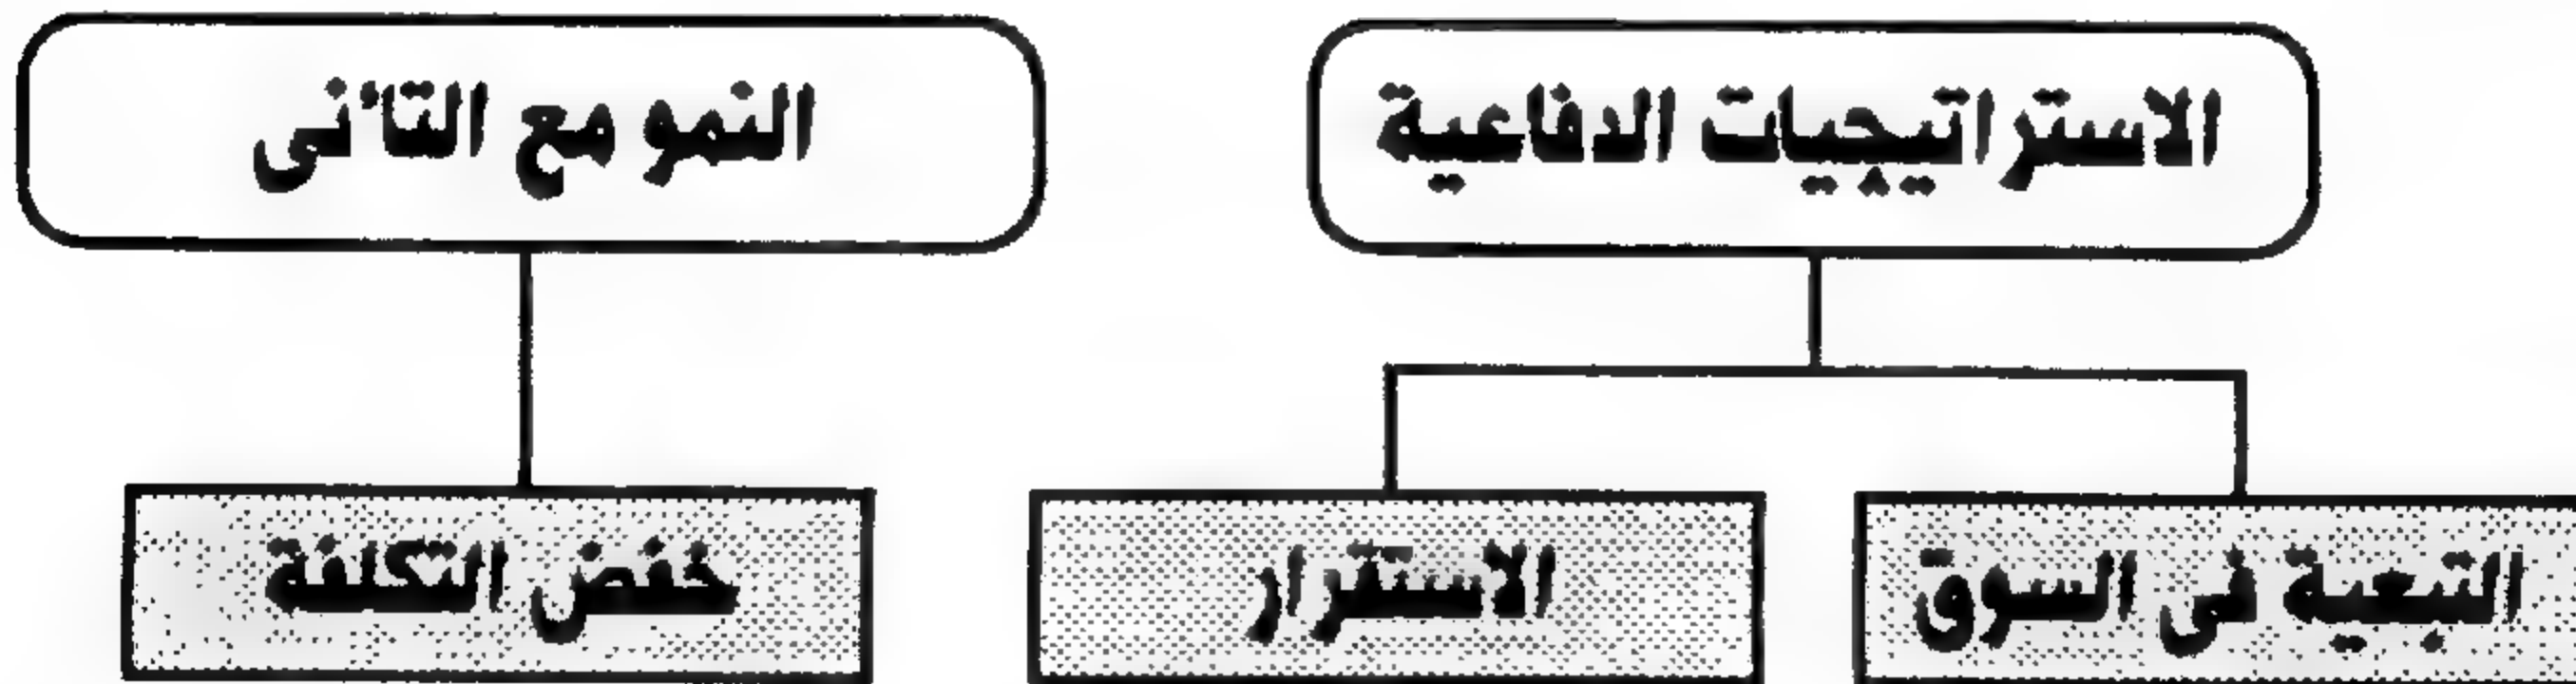 الاستراتيجيات الدفاعية
النمو مع التأنى
التبعية فى السوق
الاستقرار
خفض التكلفة